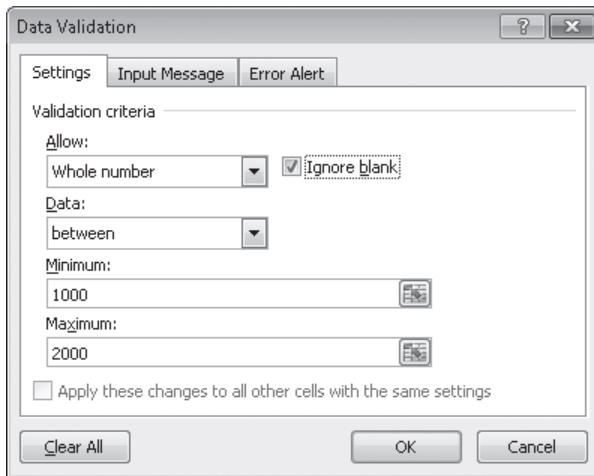 Data Validation
Settings
Input Message
Error Alert
Validation criteria
Allow:
Whole number
Ignore blank
Data:
between
Minimum:
1000
Maximum:
2000
Apply these changes to all other cells with the same settings
Clear All
OK
Cancel